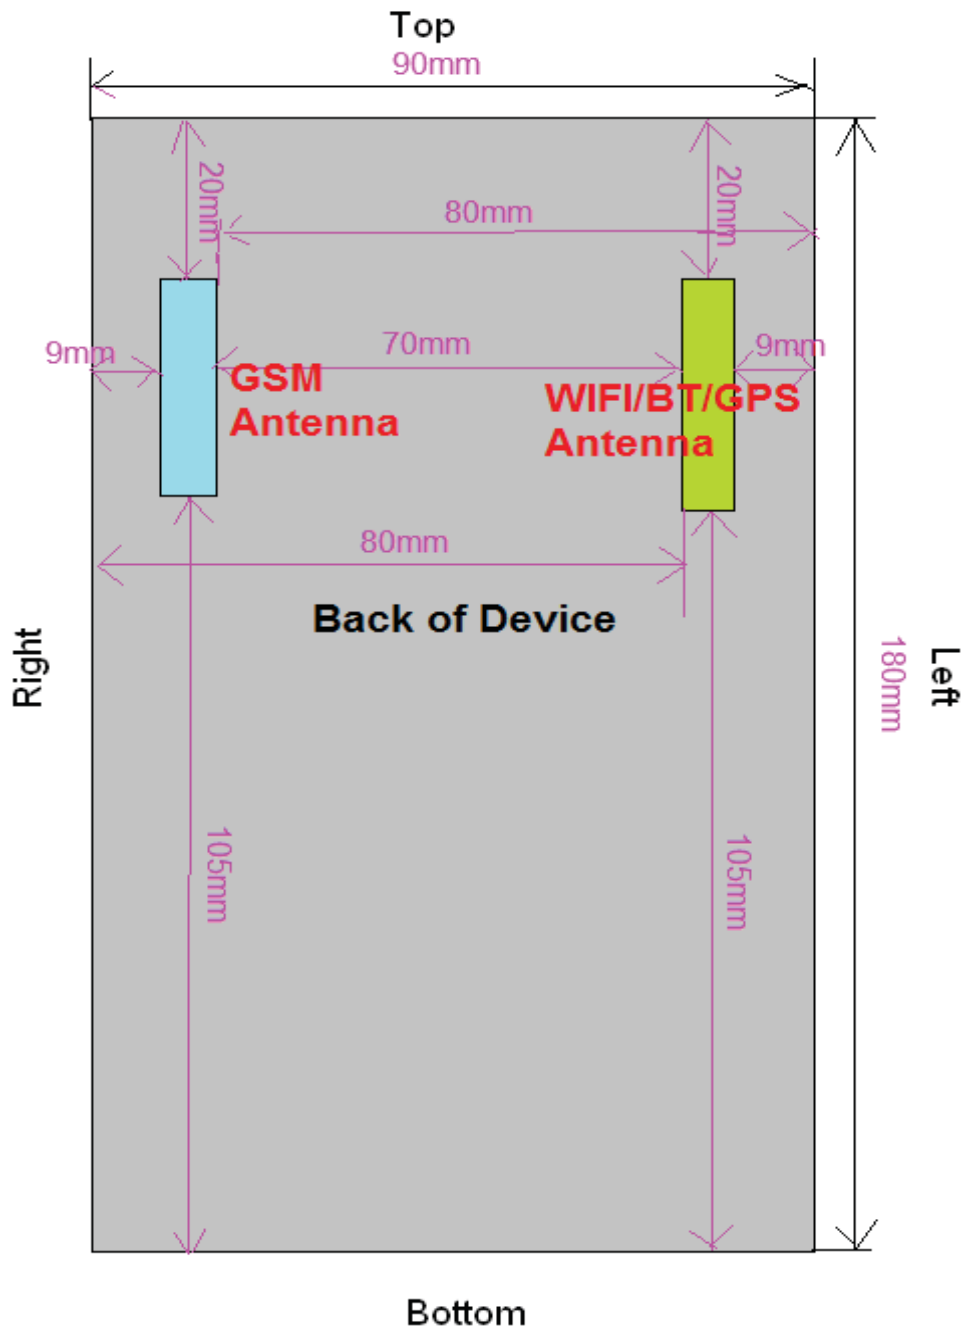 Top
90mm
20mm
20mm
80mm
9mm
70mm
9mm
GSM
Antenna
WIFI/BT/GPS
Antenna
80mm
Back of Device
Right
180mm
Left
105mm
105mm
Bottom